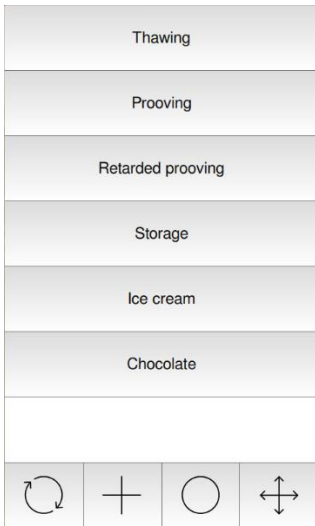 Thawing
Prooving
Retarded prooving
Storage
Ice cream
Chocolate